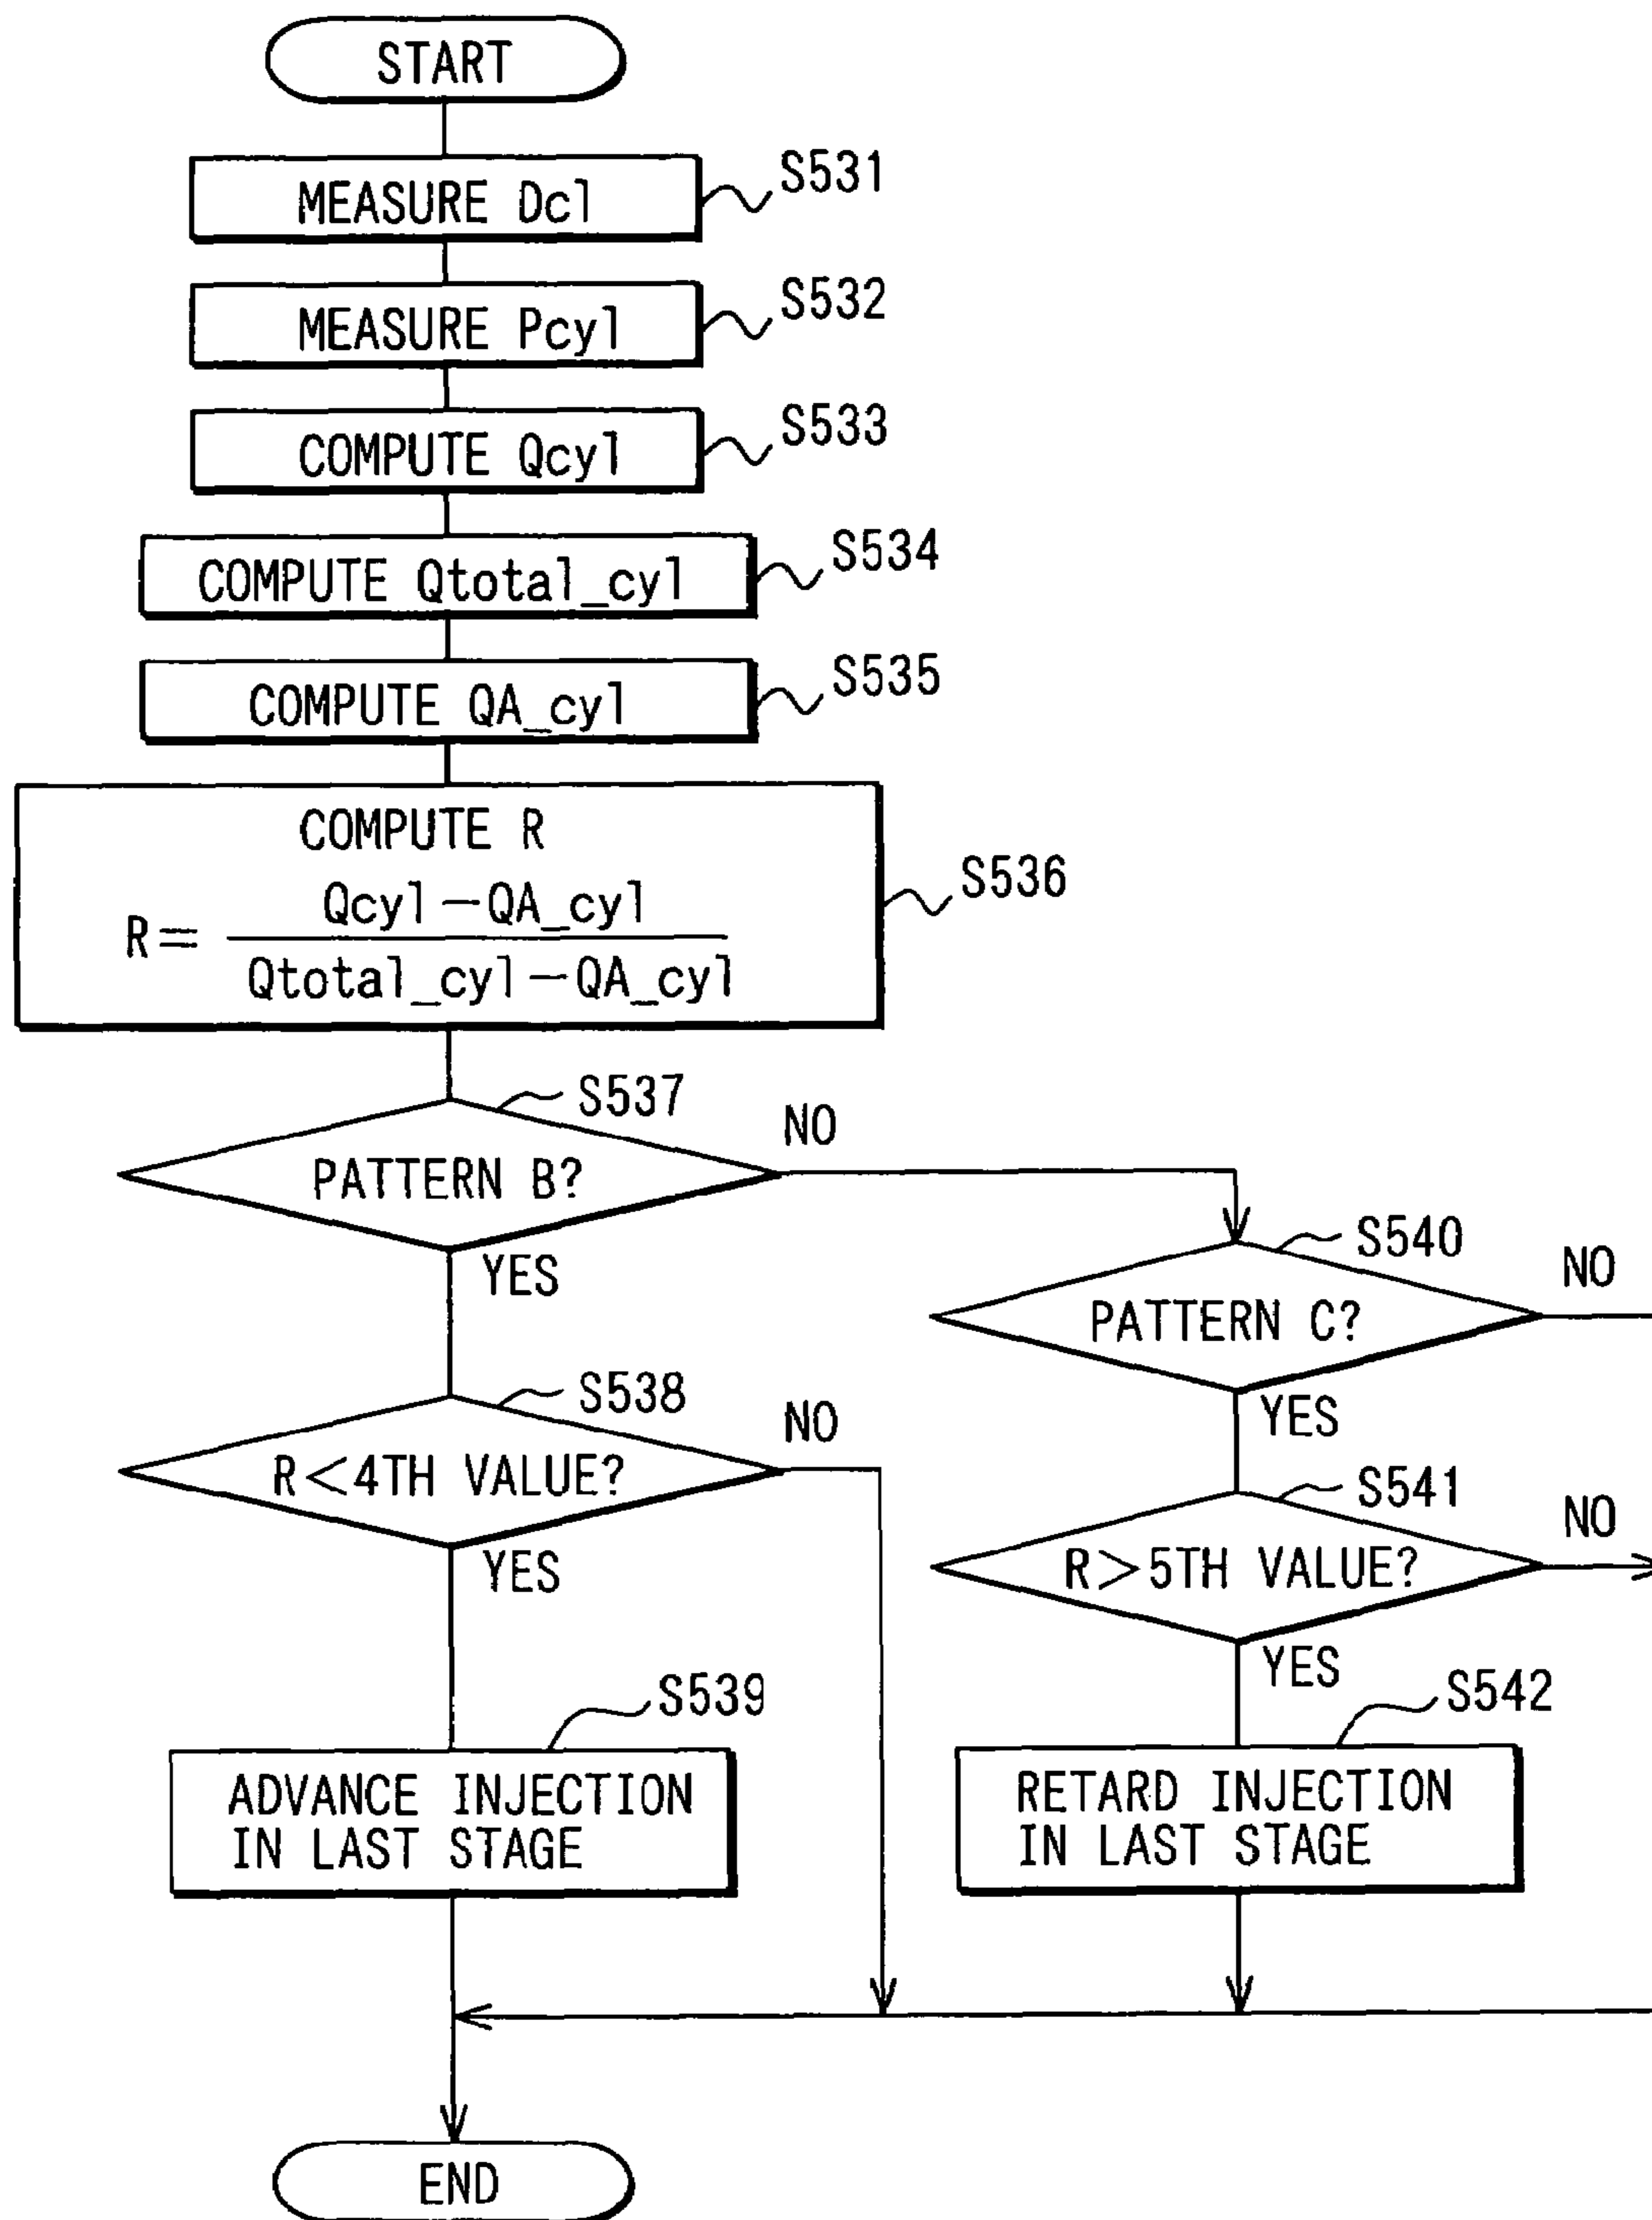 START
MEASURE Dcl
S531
MEASURE Pcyl
S532
COMPUTE Qcyl
S533
COMPUTE Qtotal_cyl
S534
COMPUTE QA_cyl
S535
COMPUTE R
R= Qcyl-QA_cyl
Qtotal_cyl-QA_cyl
S536
S537
PATTERN B?
NO
YES
S540
PATTERN C?
NO
YES
S538
R<4TH VALUE?
NO
YES
S541
R>5TH VALUE?
NO
YES
S539
ADVANCE INJECTION
IN LAST STAGE
S542
RETARD INJECTION
IN LAST STAGE
END